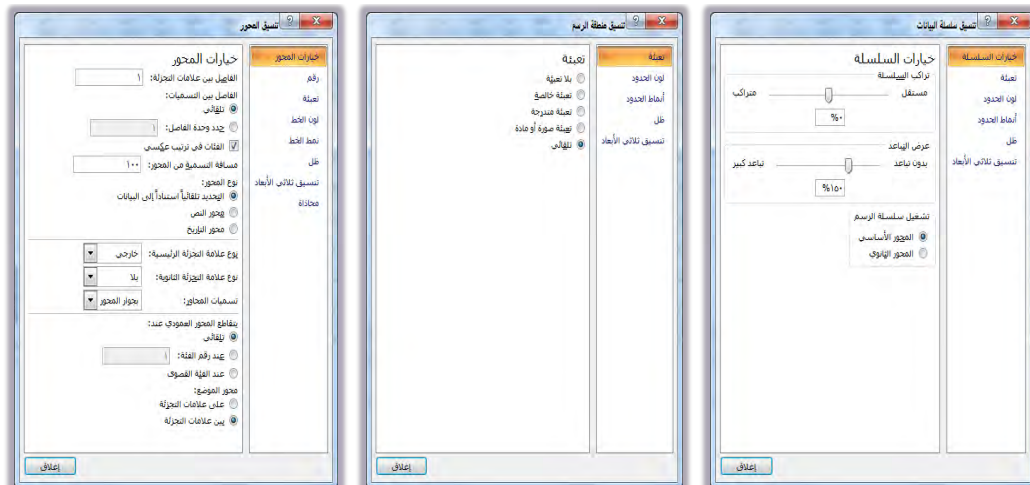 تنسيق سلسلة البيانات
خيارات السلسلة
تعبئة
لون الحدود
أنماط الحدود
ظل
تنسيق ثلاثي الأبعاد
خيارات السلسلة
تراكب السلسلة
مستقل متراكب
%٠
عرض التباعد
بدون تباعد تباعد كبير
%١٥٠
تشغيل سلسلة الرسم
المحور الأساسي
المحور الثانوي
إغلاق
تنسيق منطقة الرسم
تعبئة
لون الحدود
أنماط الحدود
ظل
تنسيق ثلاثي الأبعاد
تعبئة
بلا تعبئة
تعبئة خالصة
تعبئة متدرجة
تعبئة صورة أو مادة
تلقائي
إغلاق
تنسيق المحور
خيارات المحور
رقم
تعبئة
لون الخط
نمط الخط
ظل
تنسيق ثلاثي الأبعاد
محاذاة
خيارات المحور
الفاصل بين علامات التجزئة: ١
الفاصل بين التسميات:
تلقائي
حدد وحدة الفاصل: ١
الفئات في ترتيب عكسي
مسافة التسمية من المحور: ١٠٠
نوع المحور:
التحديد تلقائياً استناداً إلى البيانات
محور النص
محور التاريخ
نوع علامة التجزئة الرئيسية: خارجي
نوع علامة التجزئة الثانوية: بلا
تسميات المحاور: بجوار المحور
يتقاطع المحور العمودي عند:
تلقائي
عند رقم الفئة: ١
عند الفئة القصوى
محور الموضع:
على علامات التجزئة
بين علامات التجزئة
إغلاق